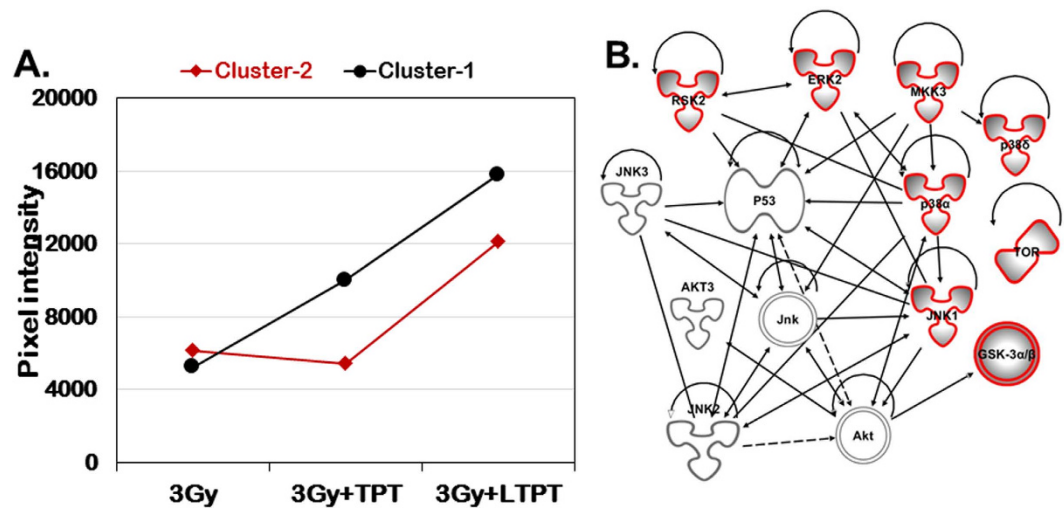 A.
Cluster-2
Cluster-1
Pixel intensity
20000
16000
12000
8000
4000
0
3Gy
3Gy+TPT
3Gy+LTPT
B.
RSK2
ERK2
MKK3
p38δ
JNK3
P53
p38α
TOR
AKT3
Jnk
JNK1
GSK-3α/β
JNK2
Akt